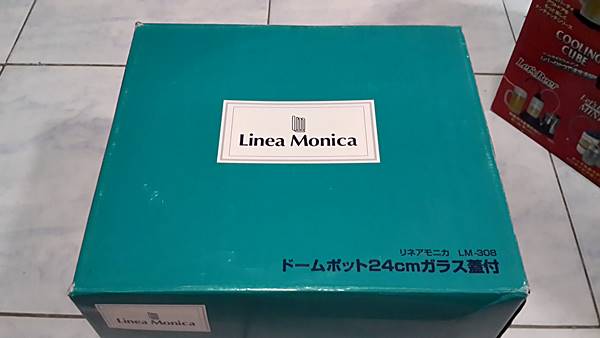 Linea Monica
リネアモニカ LM-308
ドームポット24cmガラス蓋付
Linea Monica
COOLING
CUBE